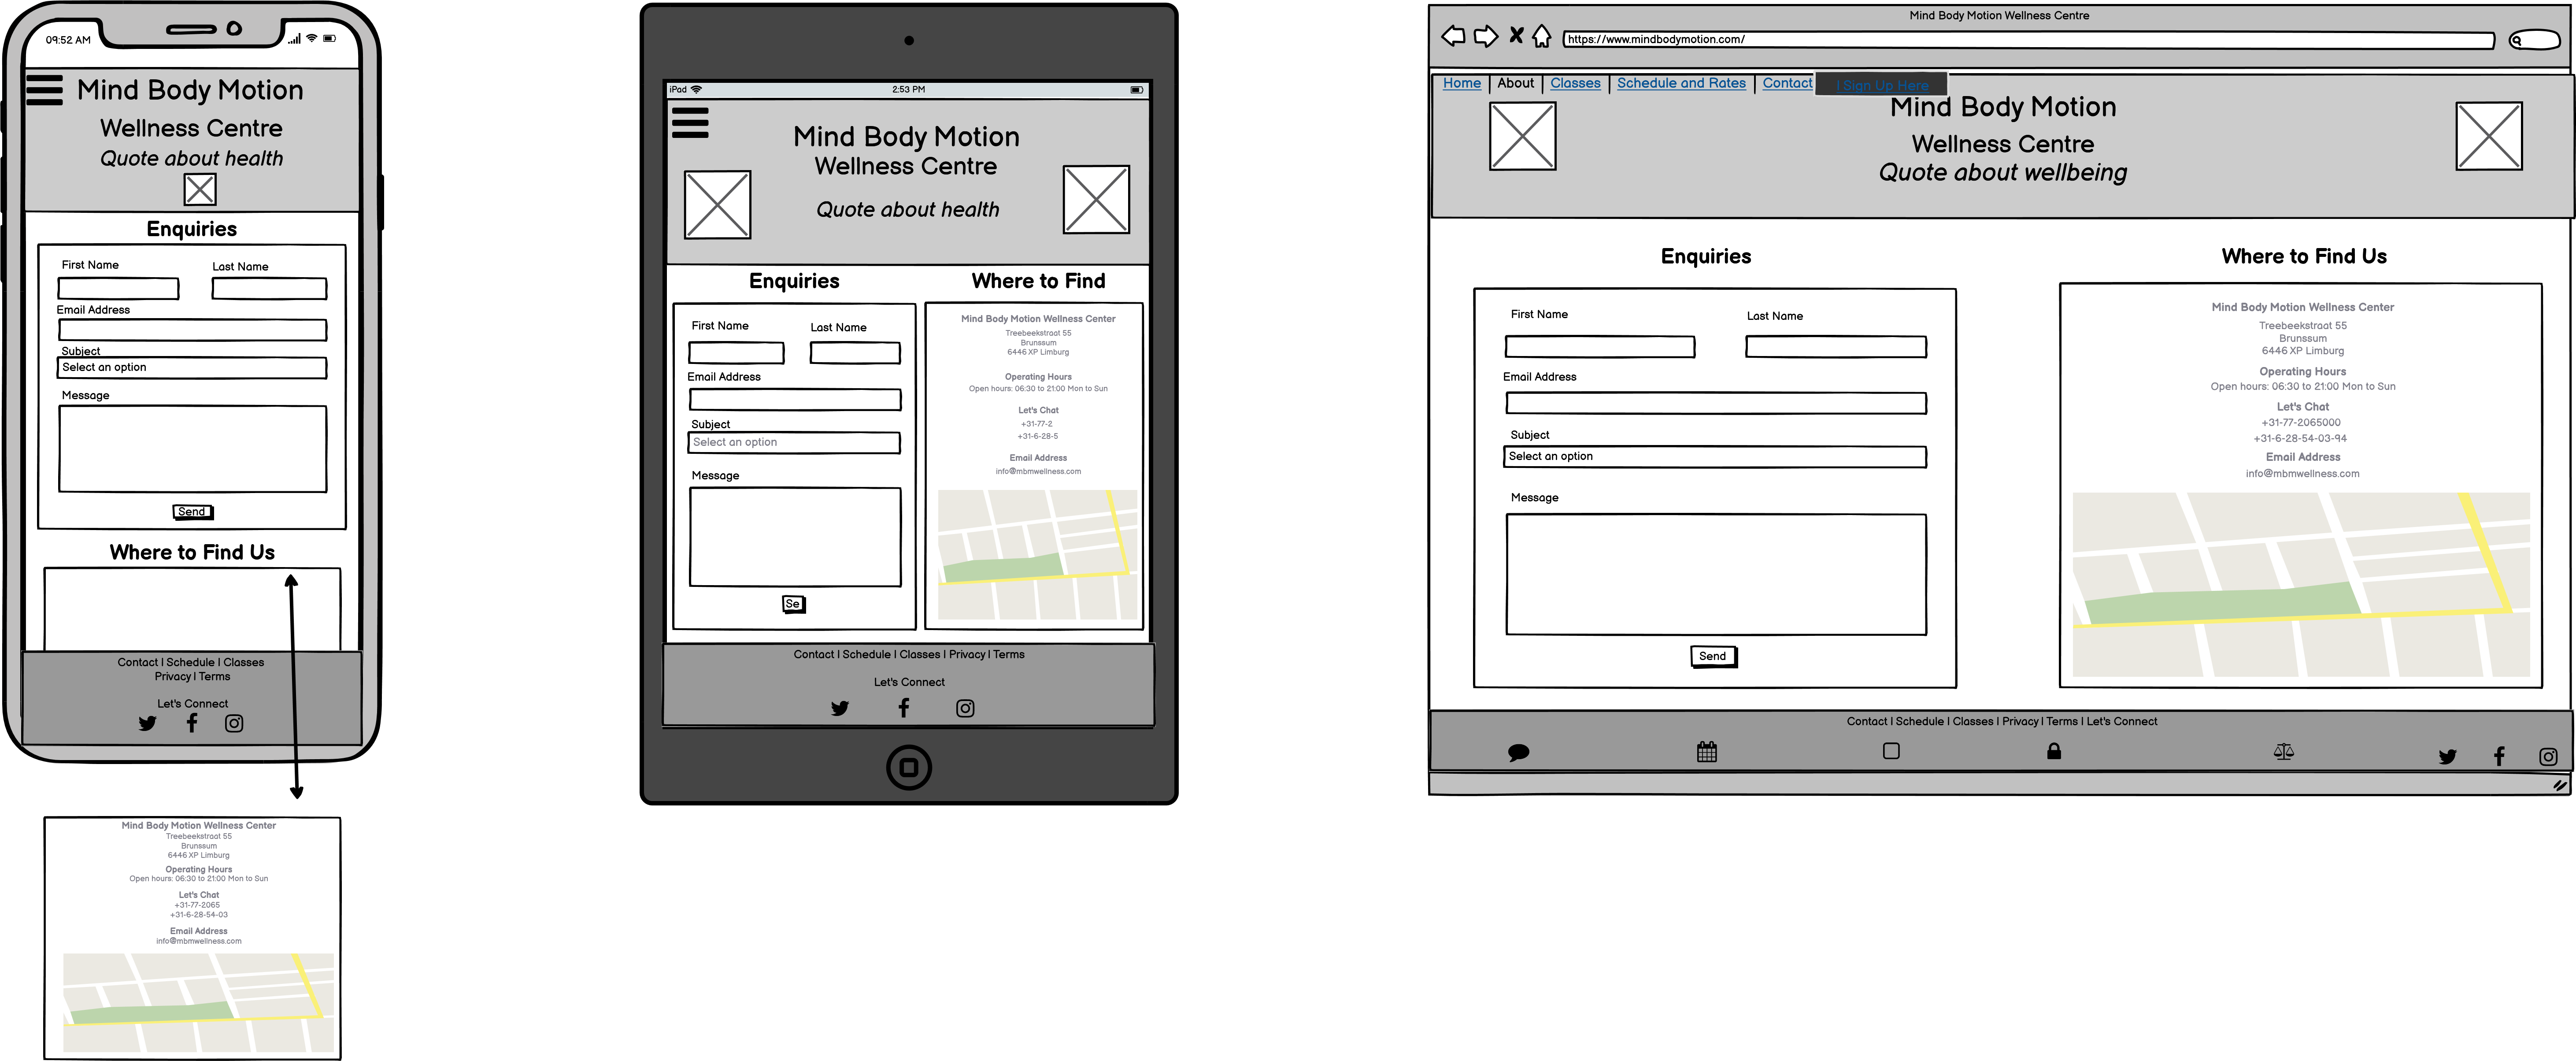 09:52 AM
Mind Body Motion
Wellness Centre
Quote about health
Enquiries
First Name Last Name
Email Address
Subject
Select an option
Message
Send
Where to Find Us
Contact | Schedule | Classes
Privacy | Terms
Let's Connect
Mind Body Motion Wellness Center
Treebeekstraat 55
Brunssum
6446 XP Limburg
Operating Hours
Open hours: 06:30 to 21:00 Mon to Sun
Let's Chat
+31-77-2065
+31-6-28-54-03
Email Address
info@mbmwellness.com
iPad 2:53 PM
Mind Body Motion
Wellness Centre
Quote about health
Enquiries
First Name Last Name
Email Address
Subject
Select an option
Message
Se
Where to Find
Mind Body Motion Wellness Center
Treebeekstraat 55
Brunssum
6446 XP Limburg
Operating Hours
Open hours: 06:30 to 21:00 Mon to Sun
Let's Chat
+31-77-2
+31-6-28-5
Email Address
info@mbmwellness.com
Contact | Schedule | Classes | Privacy | Terms
Let's Connect
Mind Body Motion Wellness Centre
https://www.mindbodymotion.com/
Home | About | Classes | Schedule and Rates | Contact | Sign Up Here
Mind Body Motion
Wellness Centre
Quote about wellbeing
Enquiries
First Name Last Name
Email Address
Subject
Select an option
Message
Send
Where to Find Us
Mind Body Motion Wellness Center
Treebeekstraat 55
Brunssum
6446 XP Limburg
Operating Hours
Open hours: 06:30 to 21:00 Mon to Sun
Let's Chat
+31-77-2065000
+31-6-28-54-03-94
Email Address
info@mbmwellness.com
Contact | Schedule | Classes | Privacy | Terms | Let's Connect